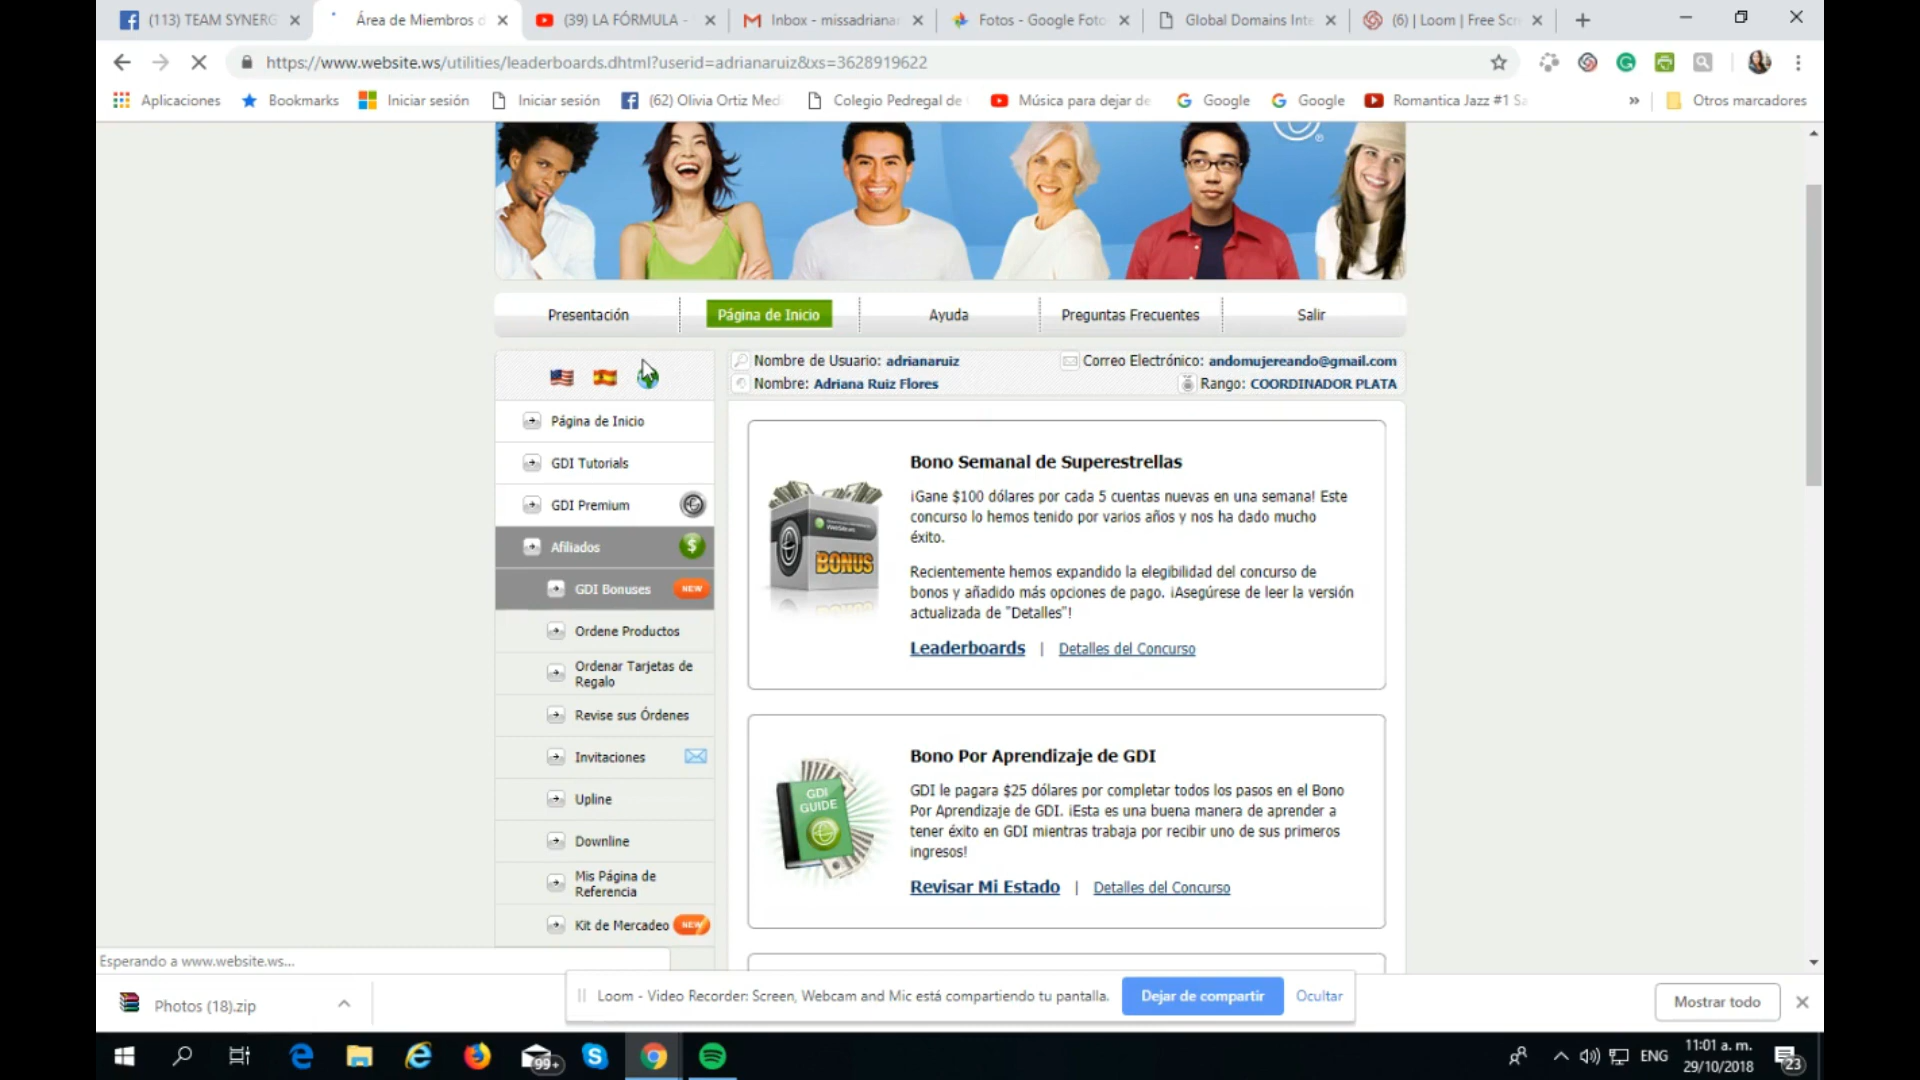 (113) TEAM SYNERG
Área de Miembros d
(39) LA FÓRMULA -
Inbox - missadriana
Fotos - Google Foto
Global Domains Inte
(6) | Loom | Free Scr
https://www.website.ws/utilities/leaderboards.dhtml?userid=adrianaruiz&xs=3628919622
Aplicaciones
Bookmarks
Iniciar sesión
Iniciar sesión
(62) Olivia Ortiz Med
Colegio Pedregal de
Música para dejar de
Google
Google
Romantica Jazz #1 Sa
»
Otros marcadores
Presentación
Página de Inicio
Ayuda
Preguntas Frecuentes
Salir
Nombre de Usuario: adrianaruiz
Correo Electrónico: andomujereando@gmail.com
Nombre: Adriana Ruiz Flores
Rango: COORDINADOR PLATA
Página de Inicio
GDI Tutorials
GDI Premium
Afiliados
$
GDI Bonuses
NEW
Ordene Productos
Ordenar Tarjetas de
Regalo
Revise sus Órdenes
Invitaciones
Upline
Downline
Mis Página de
Referencia
Kit de Mercadeo
NEW
BONUS
Bono Semanal de Superestrellas
¡Gane $100 dólares por cada 5 cuentas nuevas en una semana! Este
concurso lo hemos tenido por varios años y nos ha dado mucho
éxito.
Recientemente hemos expandido la elegibilidad del concurso de
bonos y añadido más opciones de pago. ¡Asegúrese de leer la versión
actualizada de "Detalles"!
Leaderboards | Detalles del Concurso
GDI
GUIDE
Bono Por Aprendizaje de GDI
GDI le pagara $25 dólares por completar todos los pasos en el Bono
Por Aprendizaje de GDI. ¡Esta es una buena manera de aprender a
tener éxito en GDI mientras trabaja por recibir uno de sus primeros
ingresos!
Revisar Mi Estado | Detalles del Concurso
Esperando a www.website.ws...
Photos (18).zip
Loom - Video Recorder: Screen, Webcam and Mic está compartiendo tu pantalla.
Dejar de compartir
Ocultar
Mostrar todo
99+
ENG
11:01 a. m.
29/10/2018
23